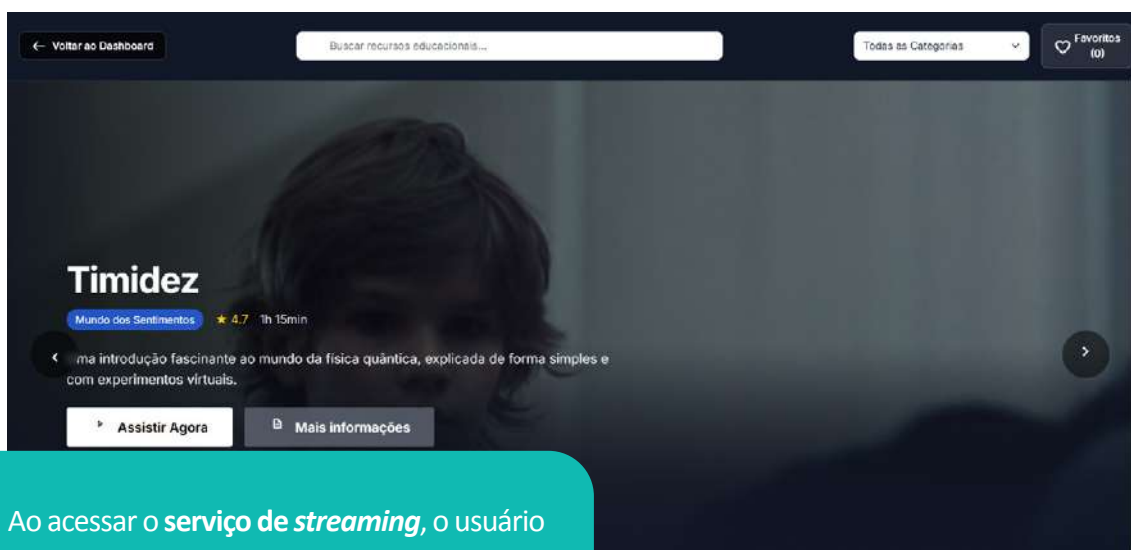 ← Voltar ao Dashboard
Buscar recursos educacionais...
Todas as Categorias
Favoritos
(0)
Timidez
Mundo dos Sentimentos ★ 4.7 1h 15min
ma introdução fascinante ao mundo da física quântica, explicada de forma simples e
com experimentos virtuais.
Assistir Agora
Mais informações
Ao acessar o serviço de streaming, o usuário